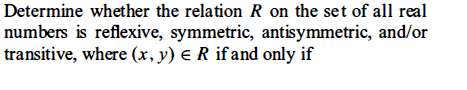 Determine whether the relation R on the set of all real
numbers is reflexive, symmetric, antisymmetric, and/or
transitive, where (x, y) ∈ R if and only if